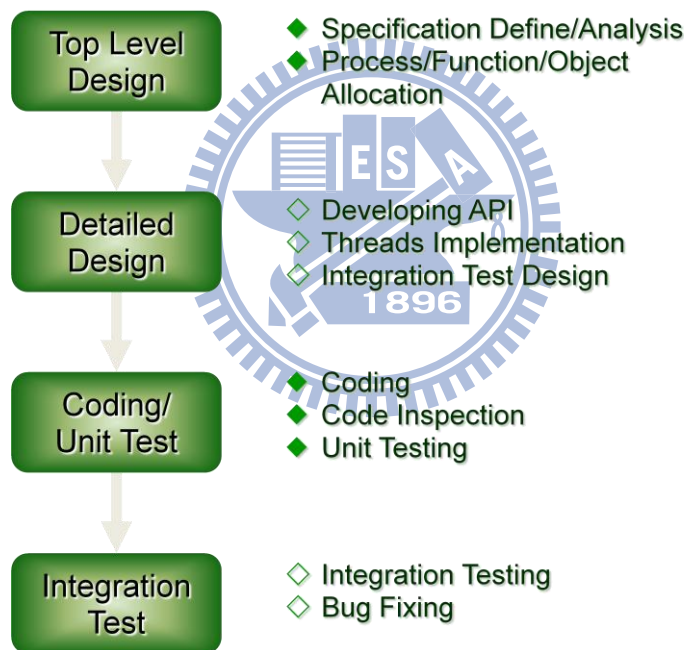 Top Level
Design
Specification Define/Analysis
Process/Function/Object
Allocation
E S A
Detailed
Design
Developing API
Threads Implementation
Integration Test Design
1896
Coding/
Unit Test
Coding
Code Inspection
Unit Testing
Integration
Test
Integration Testing
Bug Fixing